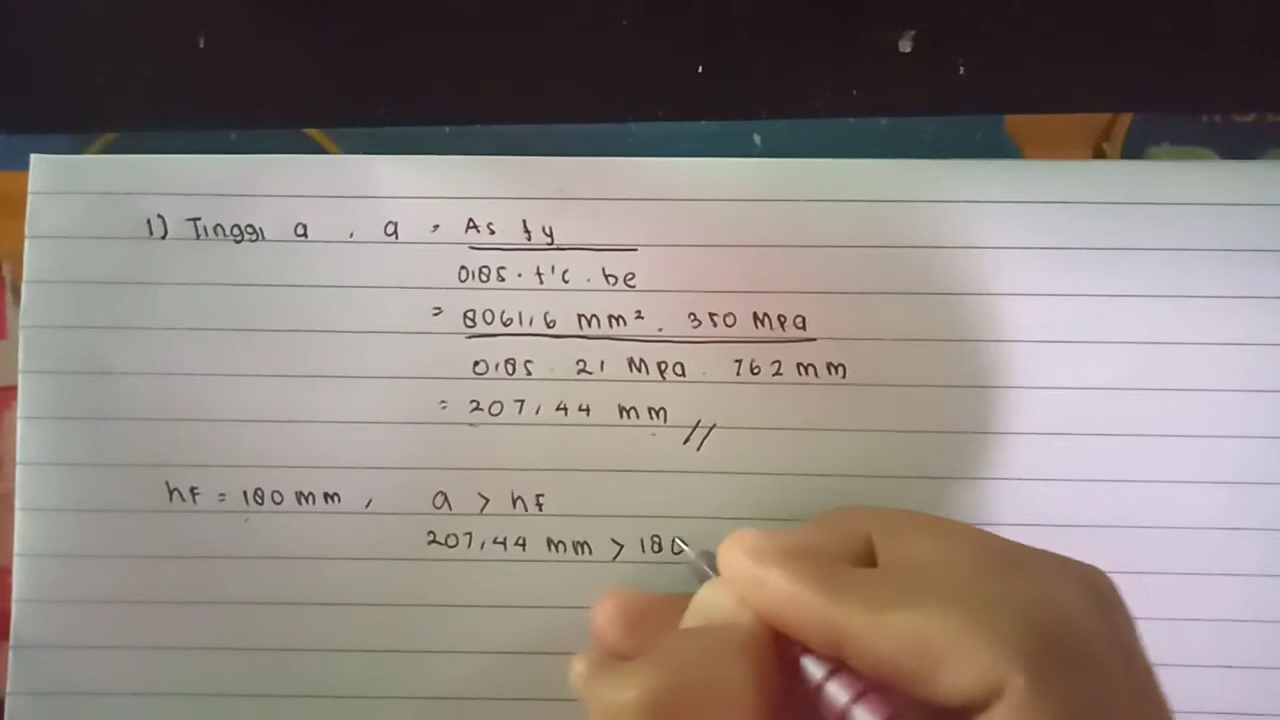 1) Tinggi a , a = As fy
0,85 . f'c . be
= 8061,6 mm² . 350 Mpa
0,85 . 21 Mpa . 762 mm
= 207,44 mm //
hF = 180 mm , a > hF
207,44 mm > 180